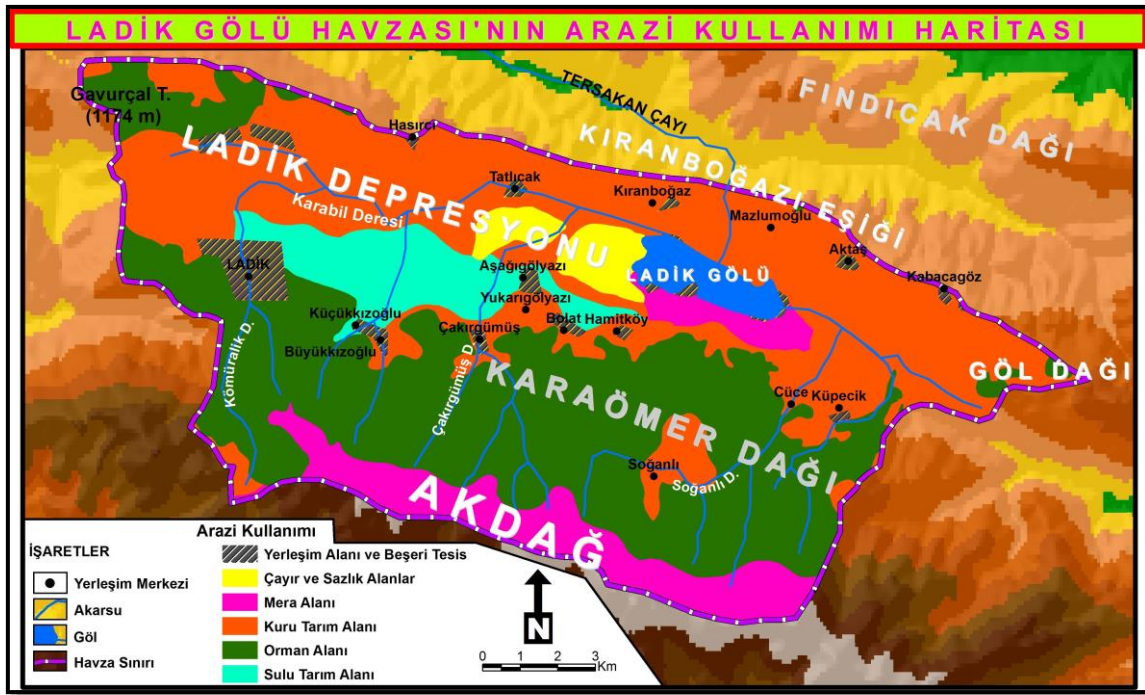 LADİK GÖLÜ HAVZASI'NIN ARAZİ KULLANIMI HARİTASI
Gavurçal T.
(1174 m)
Hasırcı
TERSAKAN ÇAYI
FINDICAK DAĞI
KIRANBOĞAZI EŞİĞİ
LADİK DEPRESYONU
Tatlıcak
Kıranboğaz
Mazlumoğlu
Karabil Deresi
Aktaş
Kabacagöz
LADİK
Aşağıgölyazı
LADİK GÖLÜ
Yukarıgölyazı
Küçükkızoğlu
Büyükkızoğlu
Çakırgümüş
Bolat
Hamitköy
Kömüralik D.
Çakırgümüş D.
KARAÖMER DAĞI
GÖL DAĞI
Cüce
Küpecik
Soğanlı
Soğanlı D.
AKDAĞ
İŞARETLER
Yerleşim Merkezi
Akarsu
Göl
Havza Sınırı
Arazi Kullanımı
Yerleşim Alanı ve Beşeri Tesis
Çayır ve Sazlık Alanlar
Mera Alanı
Kuru Tarım Alanı
Orman Alanı
Sulu Tarım Alanı
N
0 1 2 3
Km